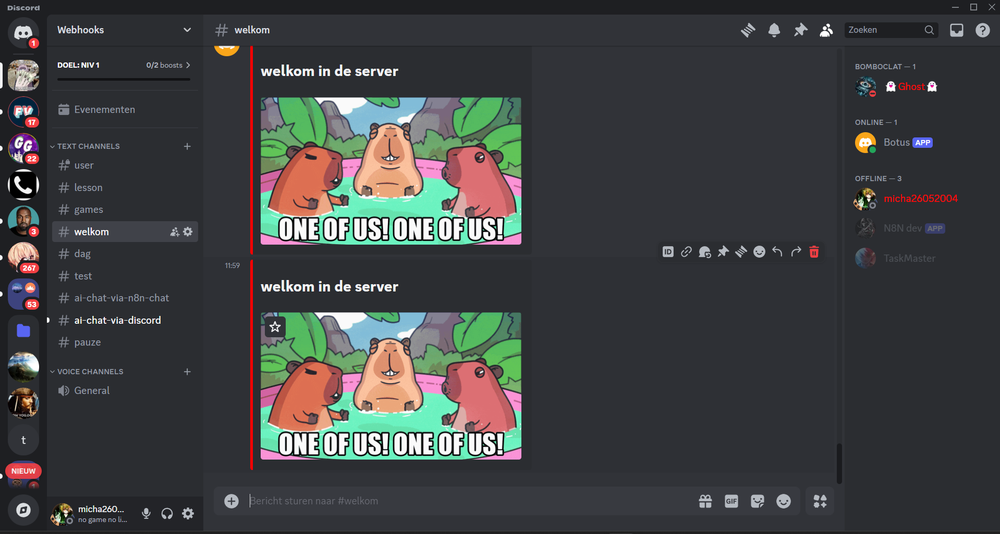 Discord
1
17
22
3
267
53
t
NIEUW
1
Webhooks
DOEL: NIV 1
0/2 boosts
Evenementen
TEXT CHANNELS
user
lesson
games
welkom
dag
test
ai-chat-via-n8n-chat
ai-chat-via-discord
pauze
VOICE CHANNELS
General
micha260...
no game no li...
welkom
Zoeken
welkom in de server
ONE OF US! ONE OF US!
11:59
ID
welkom in de server
ONE OF US! ONE OF US!
Bericht sturen naar #welkom
GIF
BOMBOCLAT — 1
👻Ghost👻
ONLINE — 1
Botus APP
OFFLINE — 3
micha26052004
N8N dev APP
TaskMaster